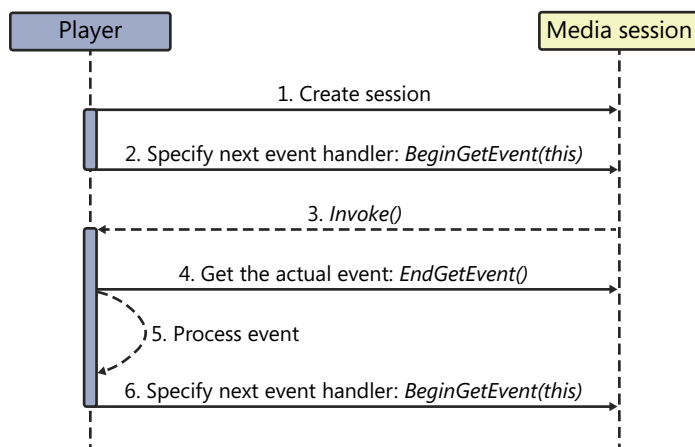 Player
Media session
1. Create session
2. Specify next event handler: BeginGetEvent(this)
3. Invoke()
4. Get the actual event: EndGetEvent()
5. Process event
6. Specify next event handler: BeginGetEvent(this)